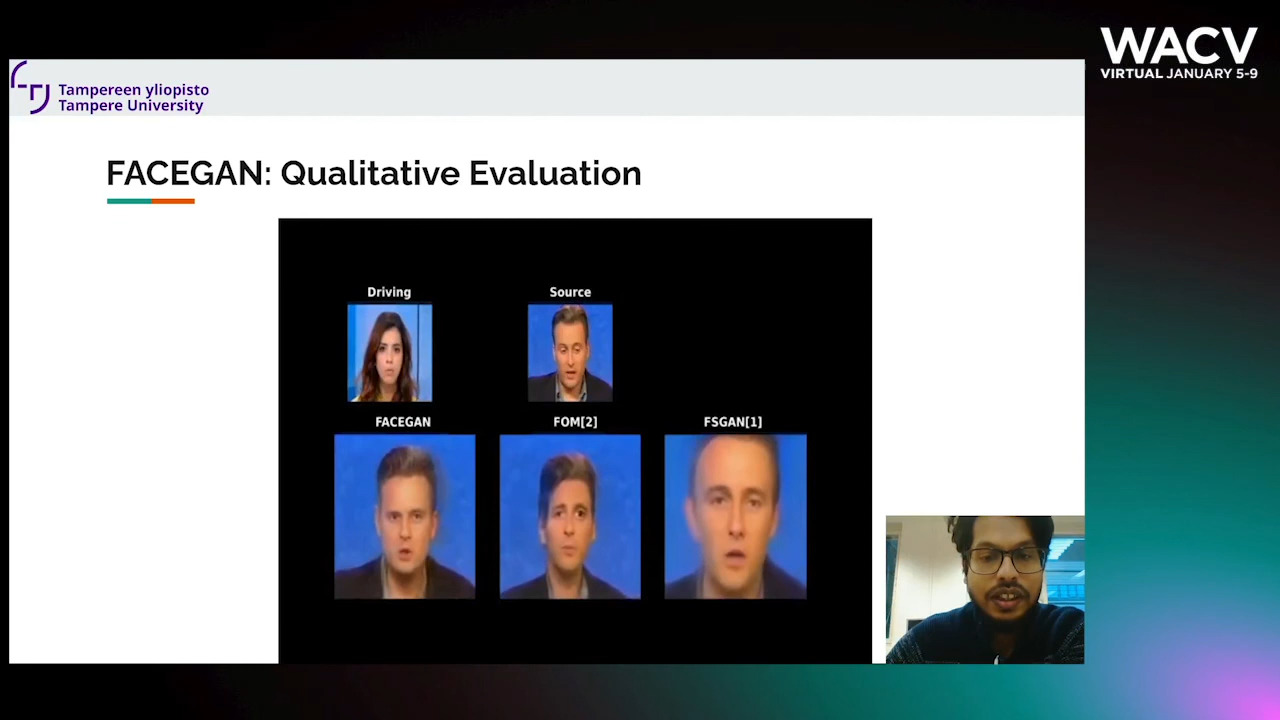 WACV
VIRTUAL JANUARY 5-9
Tampereen yliopisto
Tampere University
FACEGAN: Qualitative Evaluation
Driving
Source
FACEGAN
FOM[2]
FSGAN[1]